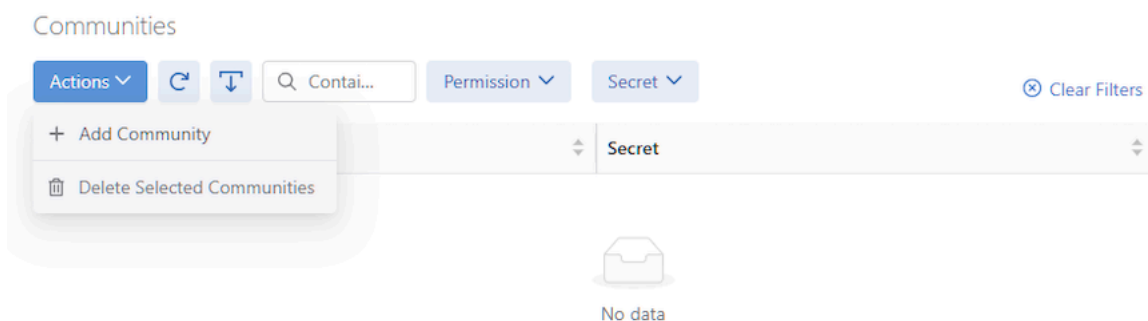 Communities
Actions Contai... Permission Secret Clear Filters
Add Community
Secret
Delete Selected Communities
No data